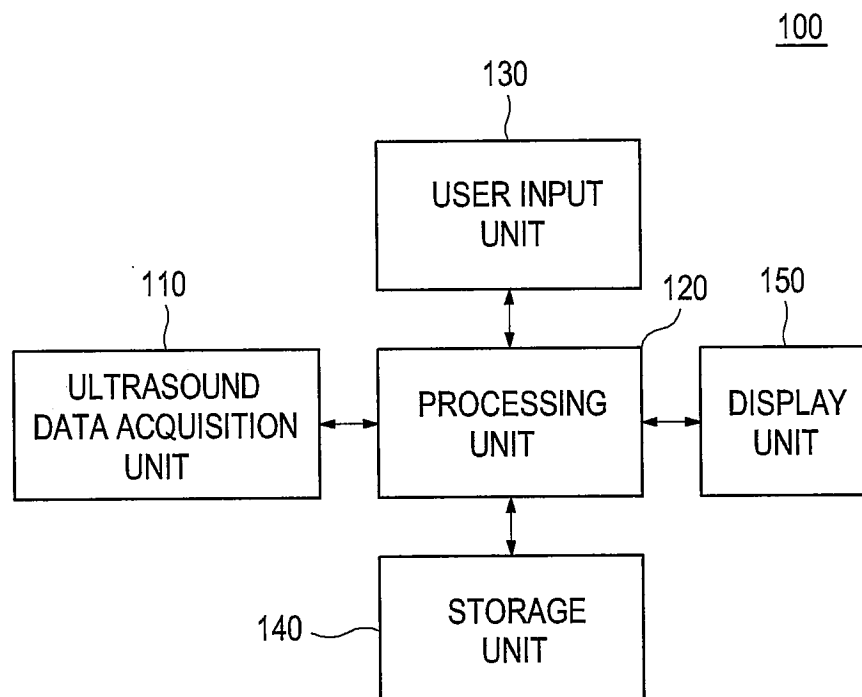 100
130
USER INPUT
UNIT
110
120
150
ULTRASOUND
DATA ACQUISITION
UNIT
PROCESSING
UNIT
DISPLAY
UNIT
140
STORAGE
UNIT